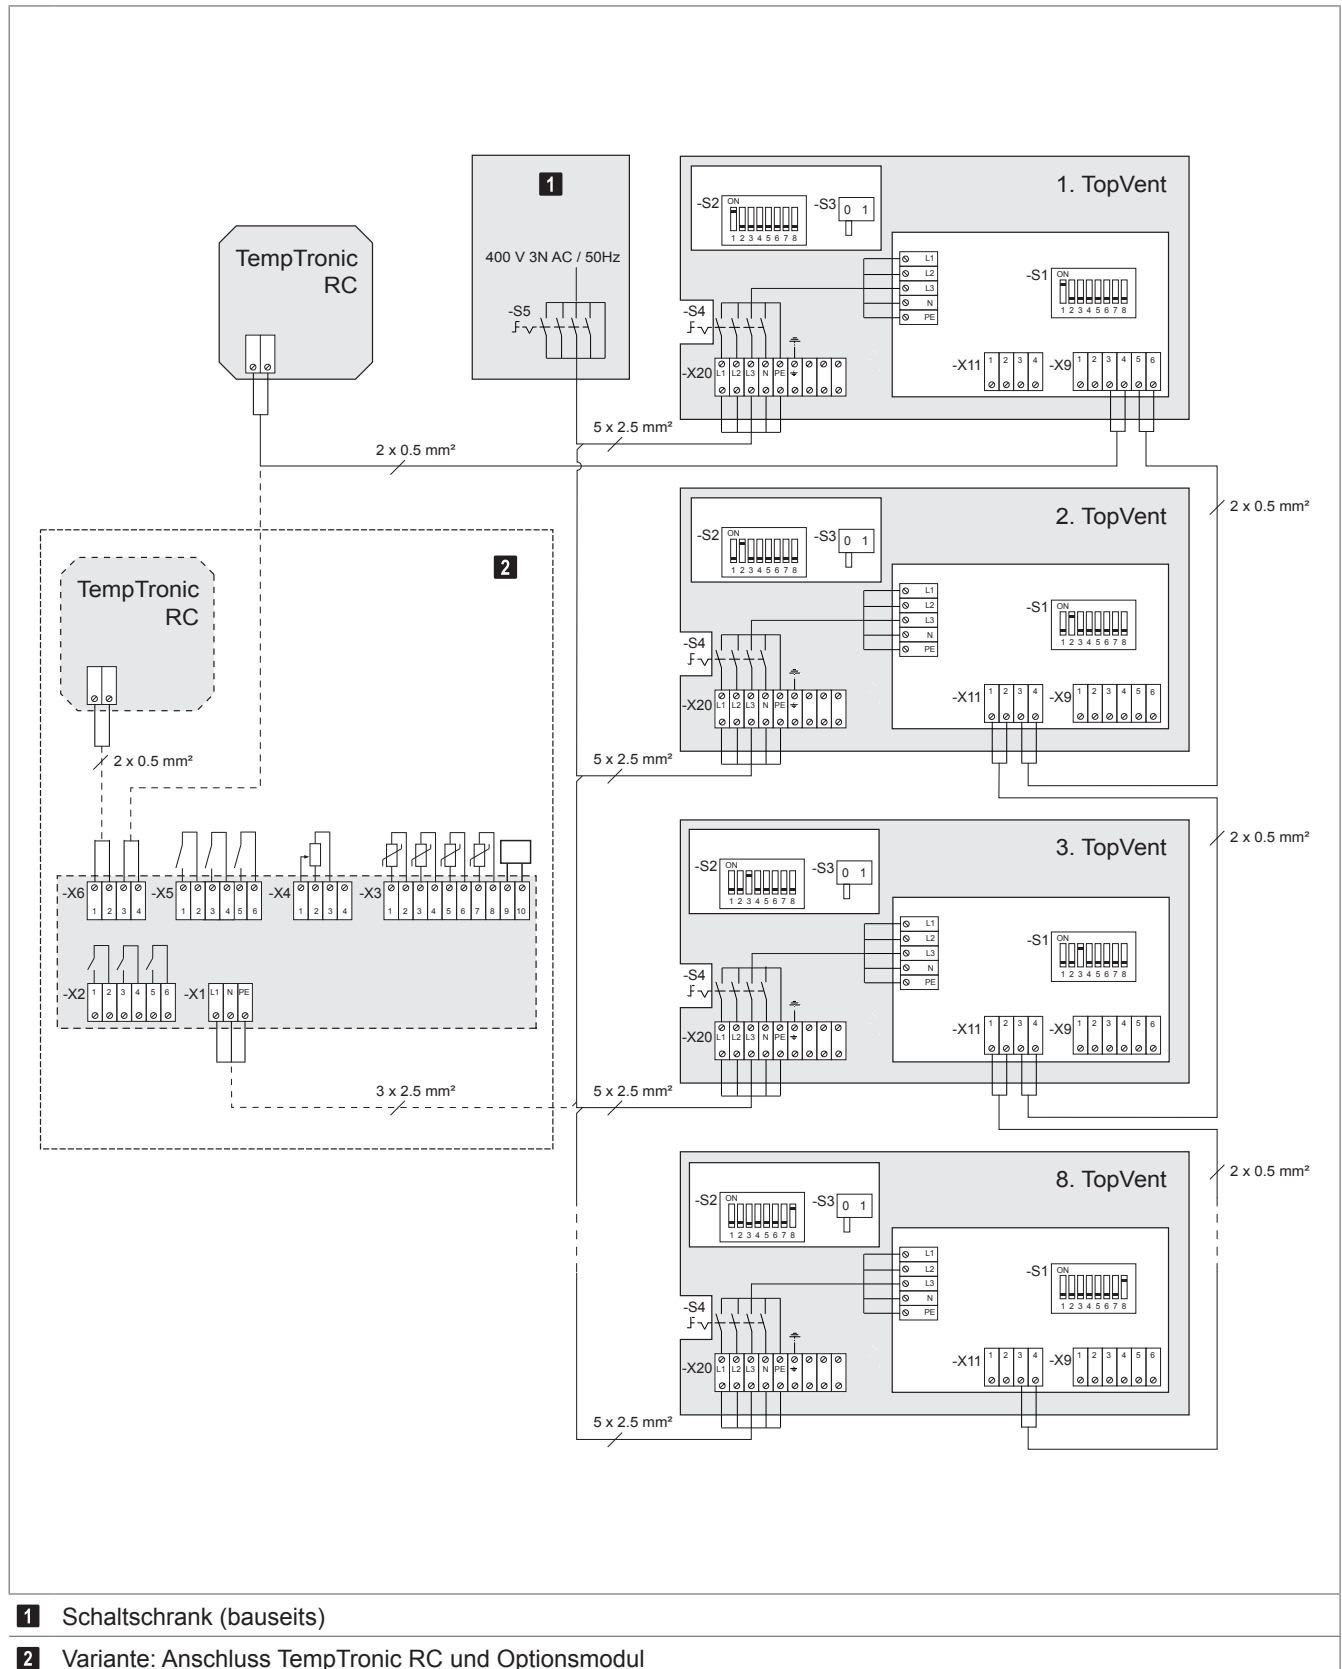 1
400 V 3N AC / 50Hz
-S5
TempTronic
RC
2 x 0.5 mm²
5 x 2.5 mm²
1. TopVent
-S2
ON
1 2 3 4 5 6 7 8
-S3
0 1
L1
L2
L3
N
PE
-S1
ON
1 2 3 4 5 6 7 8
-S4
-X20
L1 L2 L3 N PE
-X11
1 2 3 4
-X9
1 2 3 4 5 6
2 x 0.5 mm²
2. TopVent
-S2
ON
1 2 3 4 5 6 7 8
-S3
0 1
L1
L2
L3
N
PE
-S1
ON
1 2 3 4 5 6 7 8
-S4
-X20
L1 L2 L3 N PE
-X11
1 2 3 4
-X9
1 2 3 4 5 6
5 x 2.5 mm²
2 x 0.5 mm²
2
TempTronic
RC
2 x 0.5 mm²
-X6
1 2 3 4
-X5
1 2 3 4 5 6
-X4
1 2 3 4
-X3
1 2 3 4 5 6 7 8 9 10
-X2
1 2 3 4 5 6
-X1
L1 N PE
3 x 2.5 mm²
3. TopVent
-S2
ON
1 2 3 4 5 6 7 8
-S3
0 1
L1
L2
L3
N
PE
-S1
ON
1 2 3 4 5 6 7 8
-S4
-X20
L1 L2 L3 N PE
-X11
1 2 3 4
-X9
1 2 3 4 5 6
5 x 2.5 mm²
2 x 0.5 mm²
8. TopVent
-S2
ON
1 2 3 4 5 6 7 8
-S3
0 1
L1
L2
L3
N
PE
-S1
ON
1 2 3 4 5 6 7 8
-S4
-X20
L1 L2 L3 N PE
-X11
1 2 3 4
-X9
1 2 3 4 5 6
5 x 2.5 mm²
1 Schaltschrank (bauseits)
2 Variante: Anschluss TempTronic RC und Optionsmodul